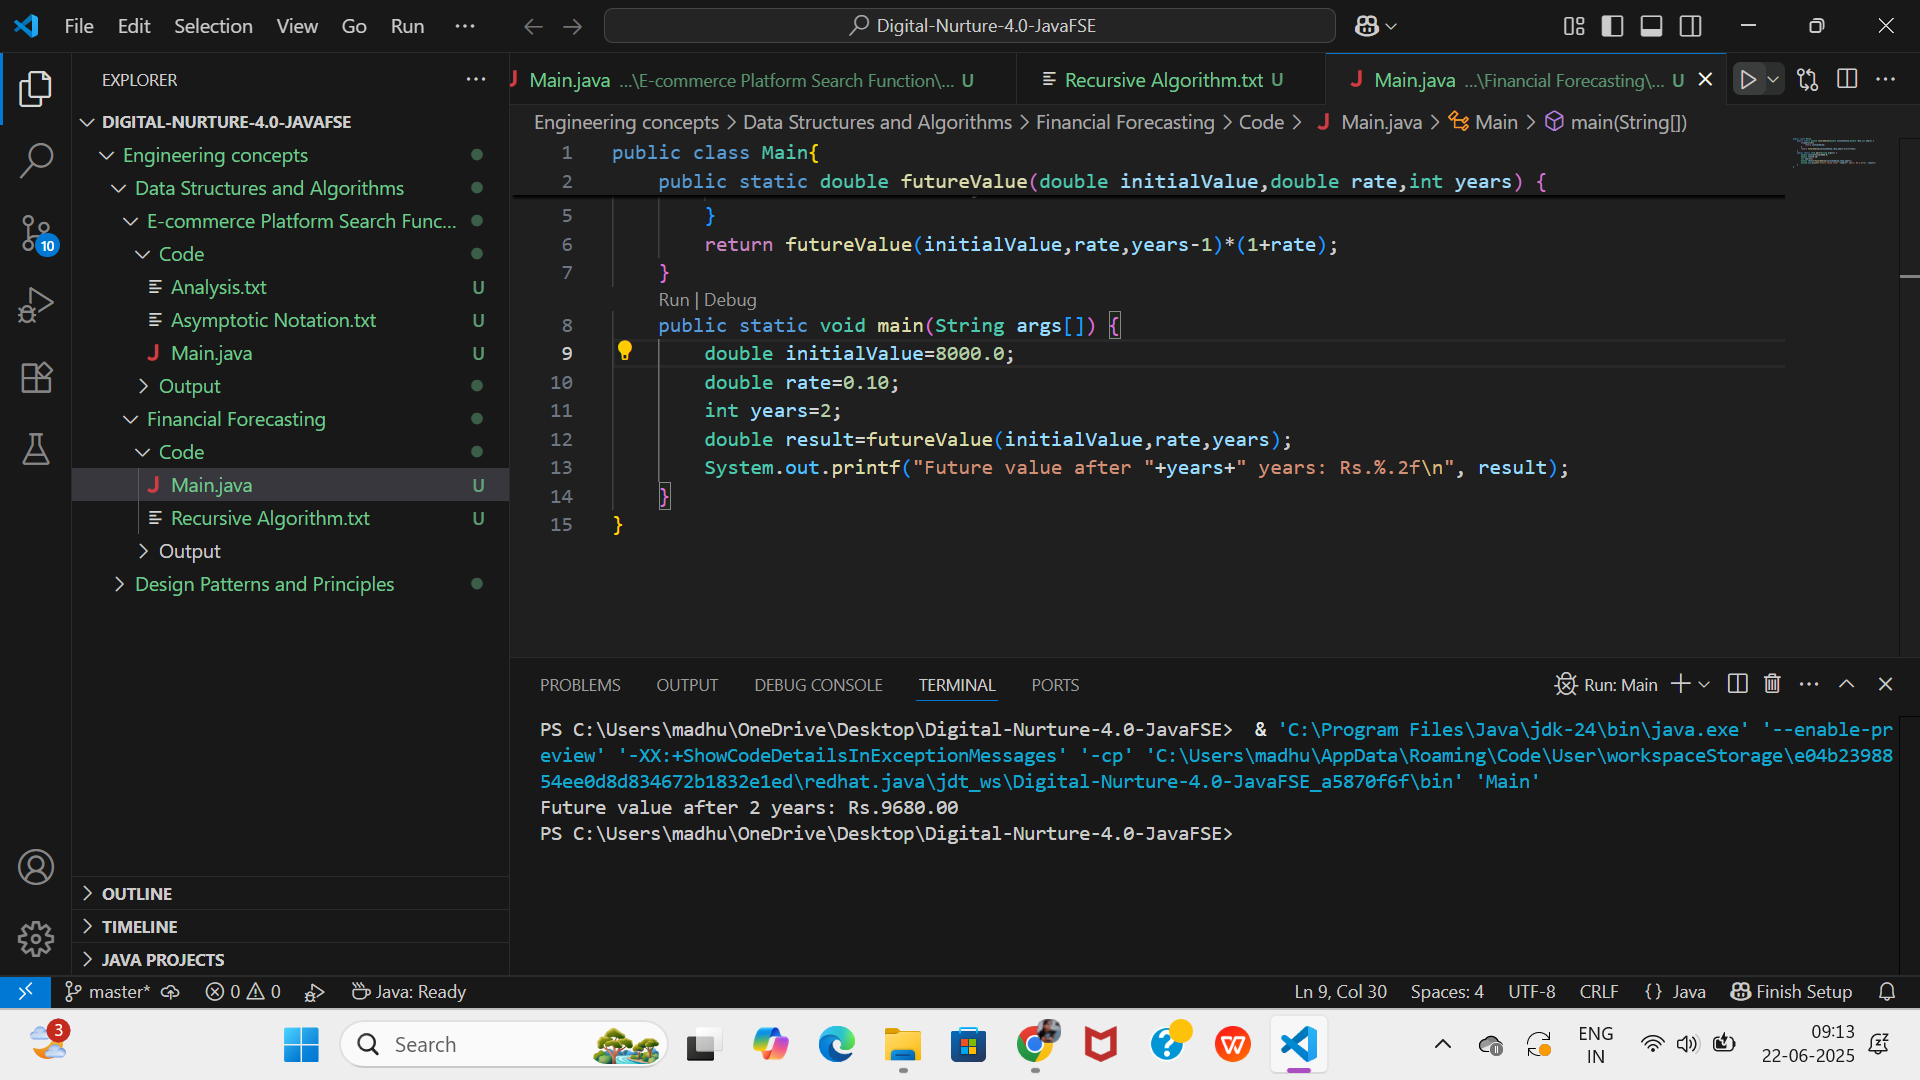 File Edit Selection View Go Run ...
Digital-Nurture-4.0-JavaFSE
EXPLORER
DIGITAL-NURTURE-4.0-JAVAFSE
Engineering concepts
Data Structures and Algorithms
E-commerce Platform Search Func...
Code
Analysis.txt U
Asymptotic Notation.txt U
Main.java U
Output
Financial Forecasting
Code
Main.java U
Recursive Algorithm.txt U
Output
Design Patterns and Principles
OUTLINE
TIMELINE
JAVA PROJECTS
10
Main.java ...\E-commerce Platform Search Function\... U
Recursive Algorithm.txt U
Main.java ...\Financial Forecasting\... U
Engineering concepts > Data Structures and Algorithms > Financial Forecasting > Code > Main.java > Main > main(String[])
1 public class Main{
2 public static double futureValue(double initialValue,double rate,int years) {
5 }
6 return futureValue(initialValue,rate,years-1)*(1+rate);
7 }
Run | Debug
8 public static void main(String args[]) {
9 double initialValue=8000.0;
10 double rate=0.10;
11 int years=2;
12 double result=futureValue(initialValue,rate,years);
13 System.out.printf("Future value after "+years+" years: Rs.%.2f\n", result);
14 }
15 }
PROBLEMS OUTPUT DEBUG CONSOLE TERMINAL PORTS
Run: Main
PS C:\Users\madhu\OneDrive\Desktop\Digital-Nurture-4.0-JavaFSE> & 'C:\Program Files\Java\jdk-24\bin\java.exe' '--enable-pr
eview' '-XX:+ShowCodeDetailsInExceptionMessages' '-cp' 'C:\Users\madhu\AppData\Roaming\Code\User\workspaceStorage\e04b23988
54ee0d8d834672b1832e1ed\redhat.java\jdt_ws\Digital-Nurture-4.0-JavaFSE_a5870f6f\bin' 'Main'
Future value after 2 years: Rs.9680.00
PS C:\Users\madhu\OneDrive\Desktop\Digital-Nurture-4.0-JavaFSE>
master* 0 0 Java: Ready
Ln 9, Col 30 Spaces: 4 UTF-8 CRLF {} Java Finish Setup
3
Search
ENG
IN
09:13
22-06-2025